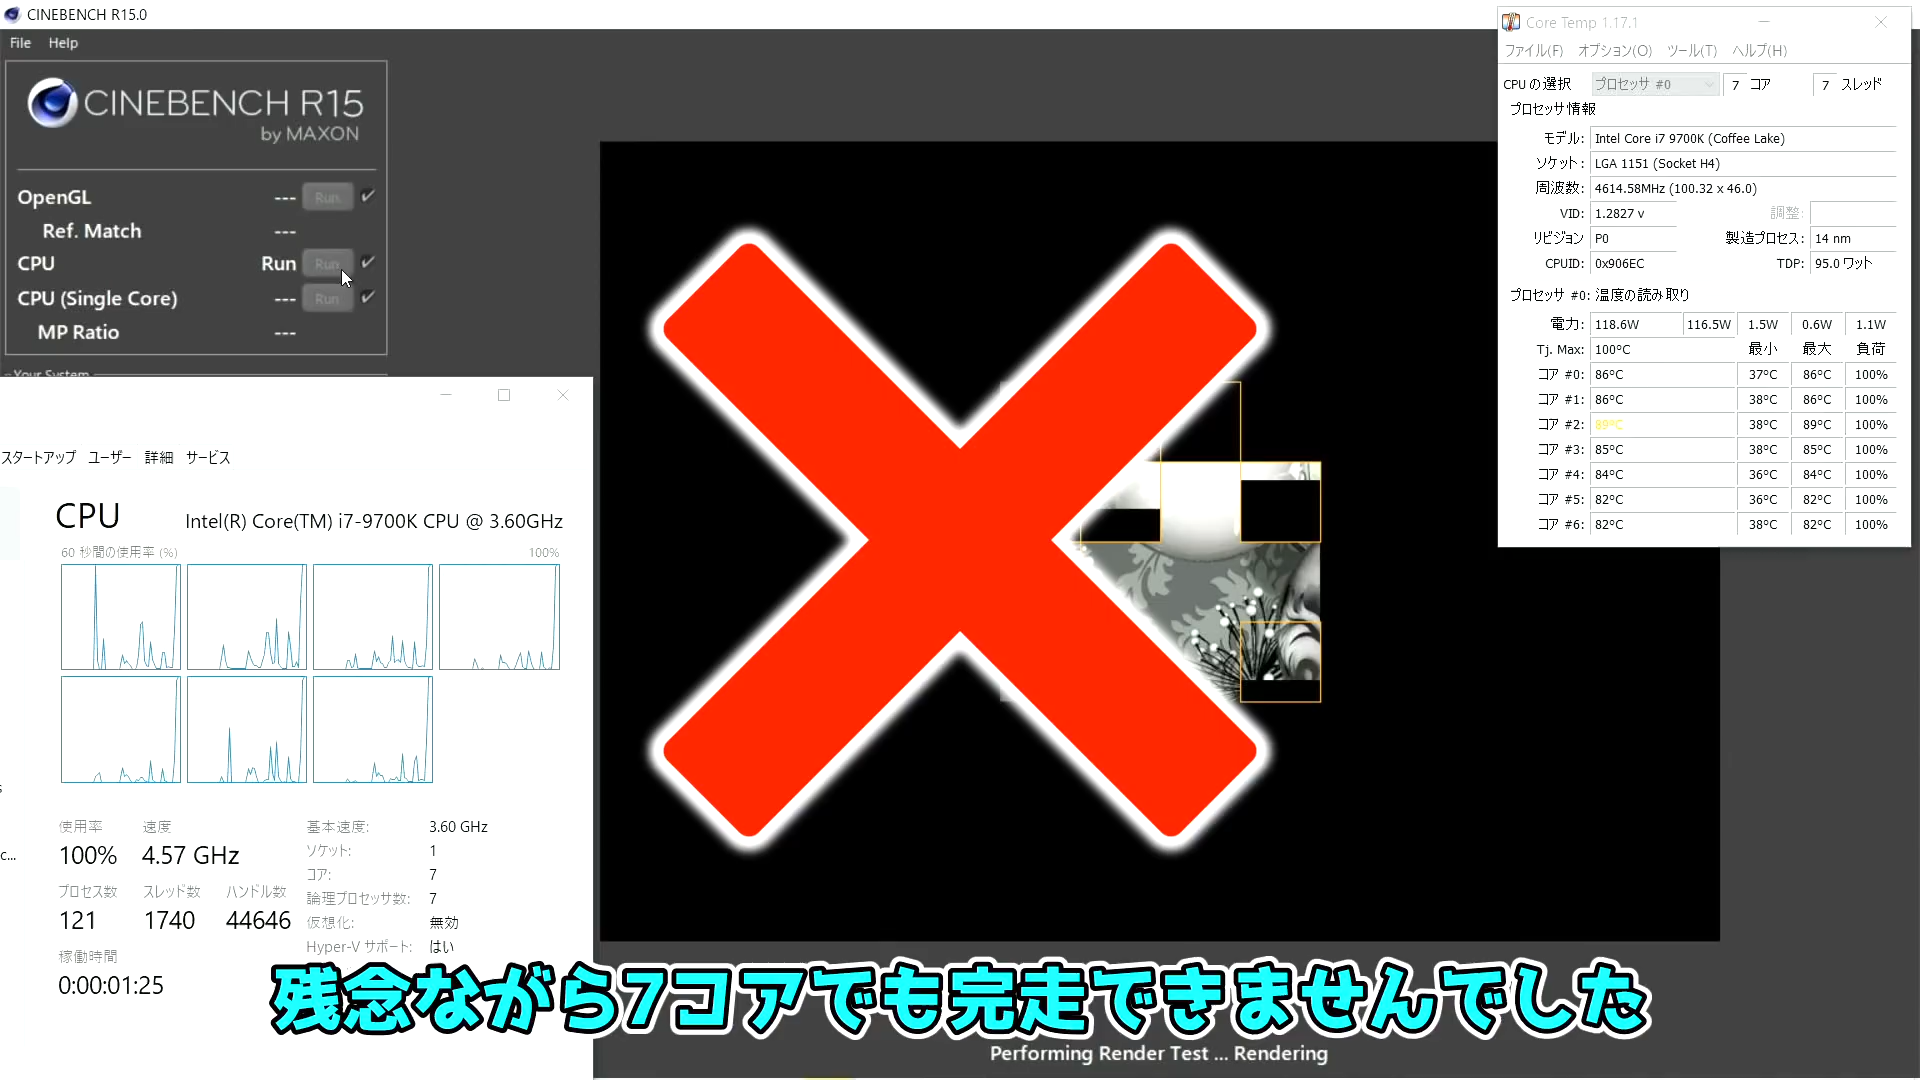 CINEBENCH R15.0
File Help
CINEBENCH R15
by MAXON
OpenGL --- Run
Ref. Match ---
CPU Run Run
CPU (Single Core) --- Run
MP Ratio ---
Your System
スタートアップ ユーザー 詳細 サービス
CPU Intel(R) Core(TM) i7-9700K CPU @ 3.60GHz
60 秒間の使用率 (%) 100%
使用率 速度 基本速度: 3.60 GHz
100% 4.57 GHz ソケット: 1
コア: 7
プロセス数 スレッド数 ハンドル数 論理プロセッサ数: 7
121 1740 44646 仮想化: 無効
Hyper-V サポート: はい
稼働時間
0:00:01:25
c...
Core Temp 1.17.1
ファイル(F) オプション(O) ツール(T) ヘルプ(H)
CPU の選択 プロセッサ #0 7 コア 7 スレッド
プロセッサ情報
モデル: Intel Core i7 9700K (Coffee Lake)
ソケット: LGA 1151 (Socket H4)
周波数: 4614.58MHz (100.32 x 46.0)
VID: 1.2827 v 調整:
リビジョン P0 製造プロセス: 14 nm
CPUID: 0x906EC TDP: 95.0 ワット
プロセッサ #0: 温度の読み取り
電力: 118.6W 116.5W 1.5W 0.6W 1.1W
Tj. Max: 100°C 最小 最大 負荷
コア #0: 86°C 37°C 86°C 100%
コア #1: 86°C 38°C 86°C 100%
コア #2: 89°C 38°C 89°C 100%
コア #3: 85°C 38°C 85°C 100%
コア #4: 84°C 36°C 84°C 100%
コア #5: 82°C 36°C 82°C 100%
コア #6: 82°C 38°C 82°C 100%
残念ながら7コアでも完走できませんでした
Performing Render Test ... Rendering